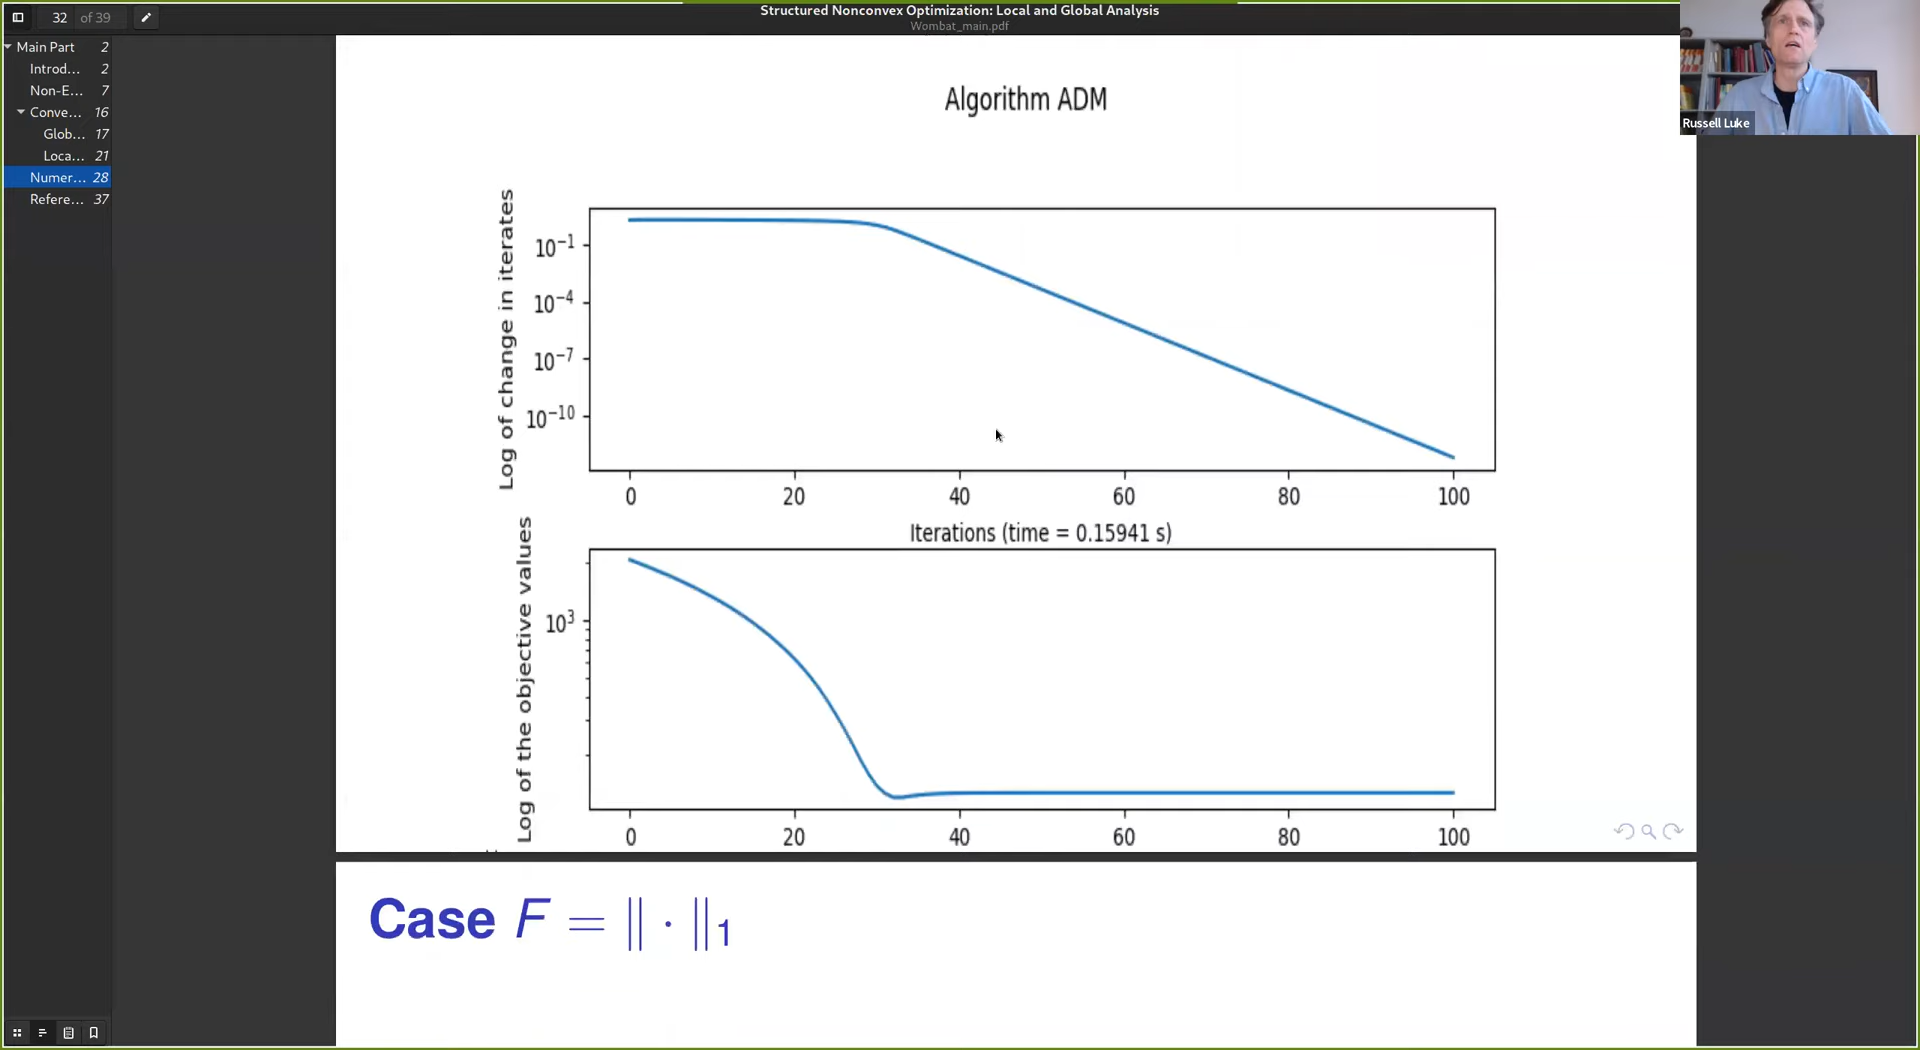 32 of 39
Structured Nonconvex Optimization: Local and Global Analysis
Wombat_main.pdf
Main Part 2
Introd... 2
Non-E... 7
Conve... 16
Glob... 17
Loca... 21
Numer... 28
Refere... 37
Russell Luke
Algorithm ADM
Log of change in iterates
10⁻¹
10⁻⁴
10⁻⁷
10⁻¹⁰
0 20 40 60 80 100
Iterations (time = 0.15941 s)
Log of the objective values
10³
0 20 40 60 80 100
Case F = || · ||₁